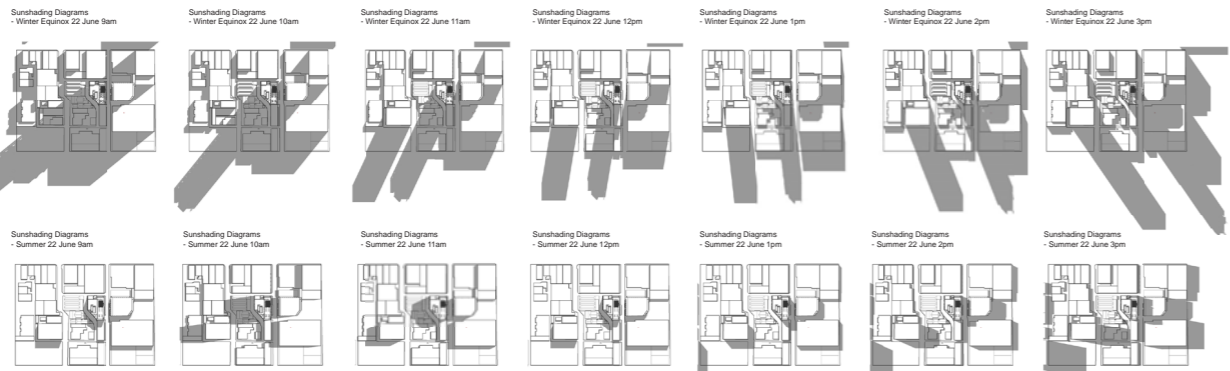 Sunshading Diagrams
- Winter Equinox 22 June 9am
Sunshading Diagrams
- Winter Equinox 22 June 10am
Sunshading Diagrams
- Winter Equinox 22 June 11am
Sunshading Diagrams
- Winter Equinox 22 June 12pm
Sunshading Diagrams
- Winter Equinox 22 June 1pm
Sunshading Diagrams
- Winter Equinox 22 June 2pm
Sunshading Diagrams
- Winter Equinox 22 June 3pm
Sunshading Diagrams
- Summer 22 June 9am
Sunshading Diagrams
- Summer 22 June 10am
Sunshading Diagrams
- Summer 22 June 11am
Sunshading Diagrams
- Summer 22 June 12pm
Sunshading Diagrams
- Summer 22 June 1pm
Sunshading Diagrams
- Summer 22 June 2pm
Sunshading Diagrams
- Summer 22 June 3pm